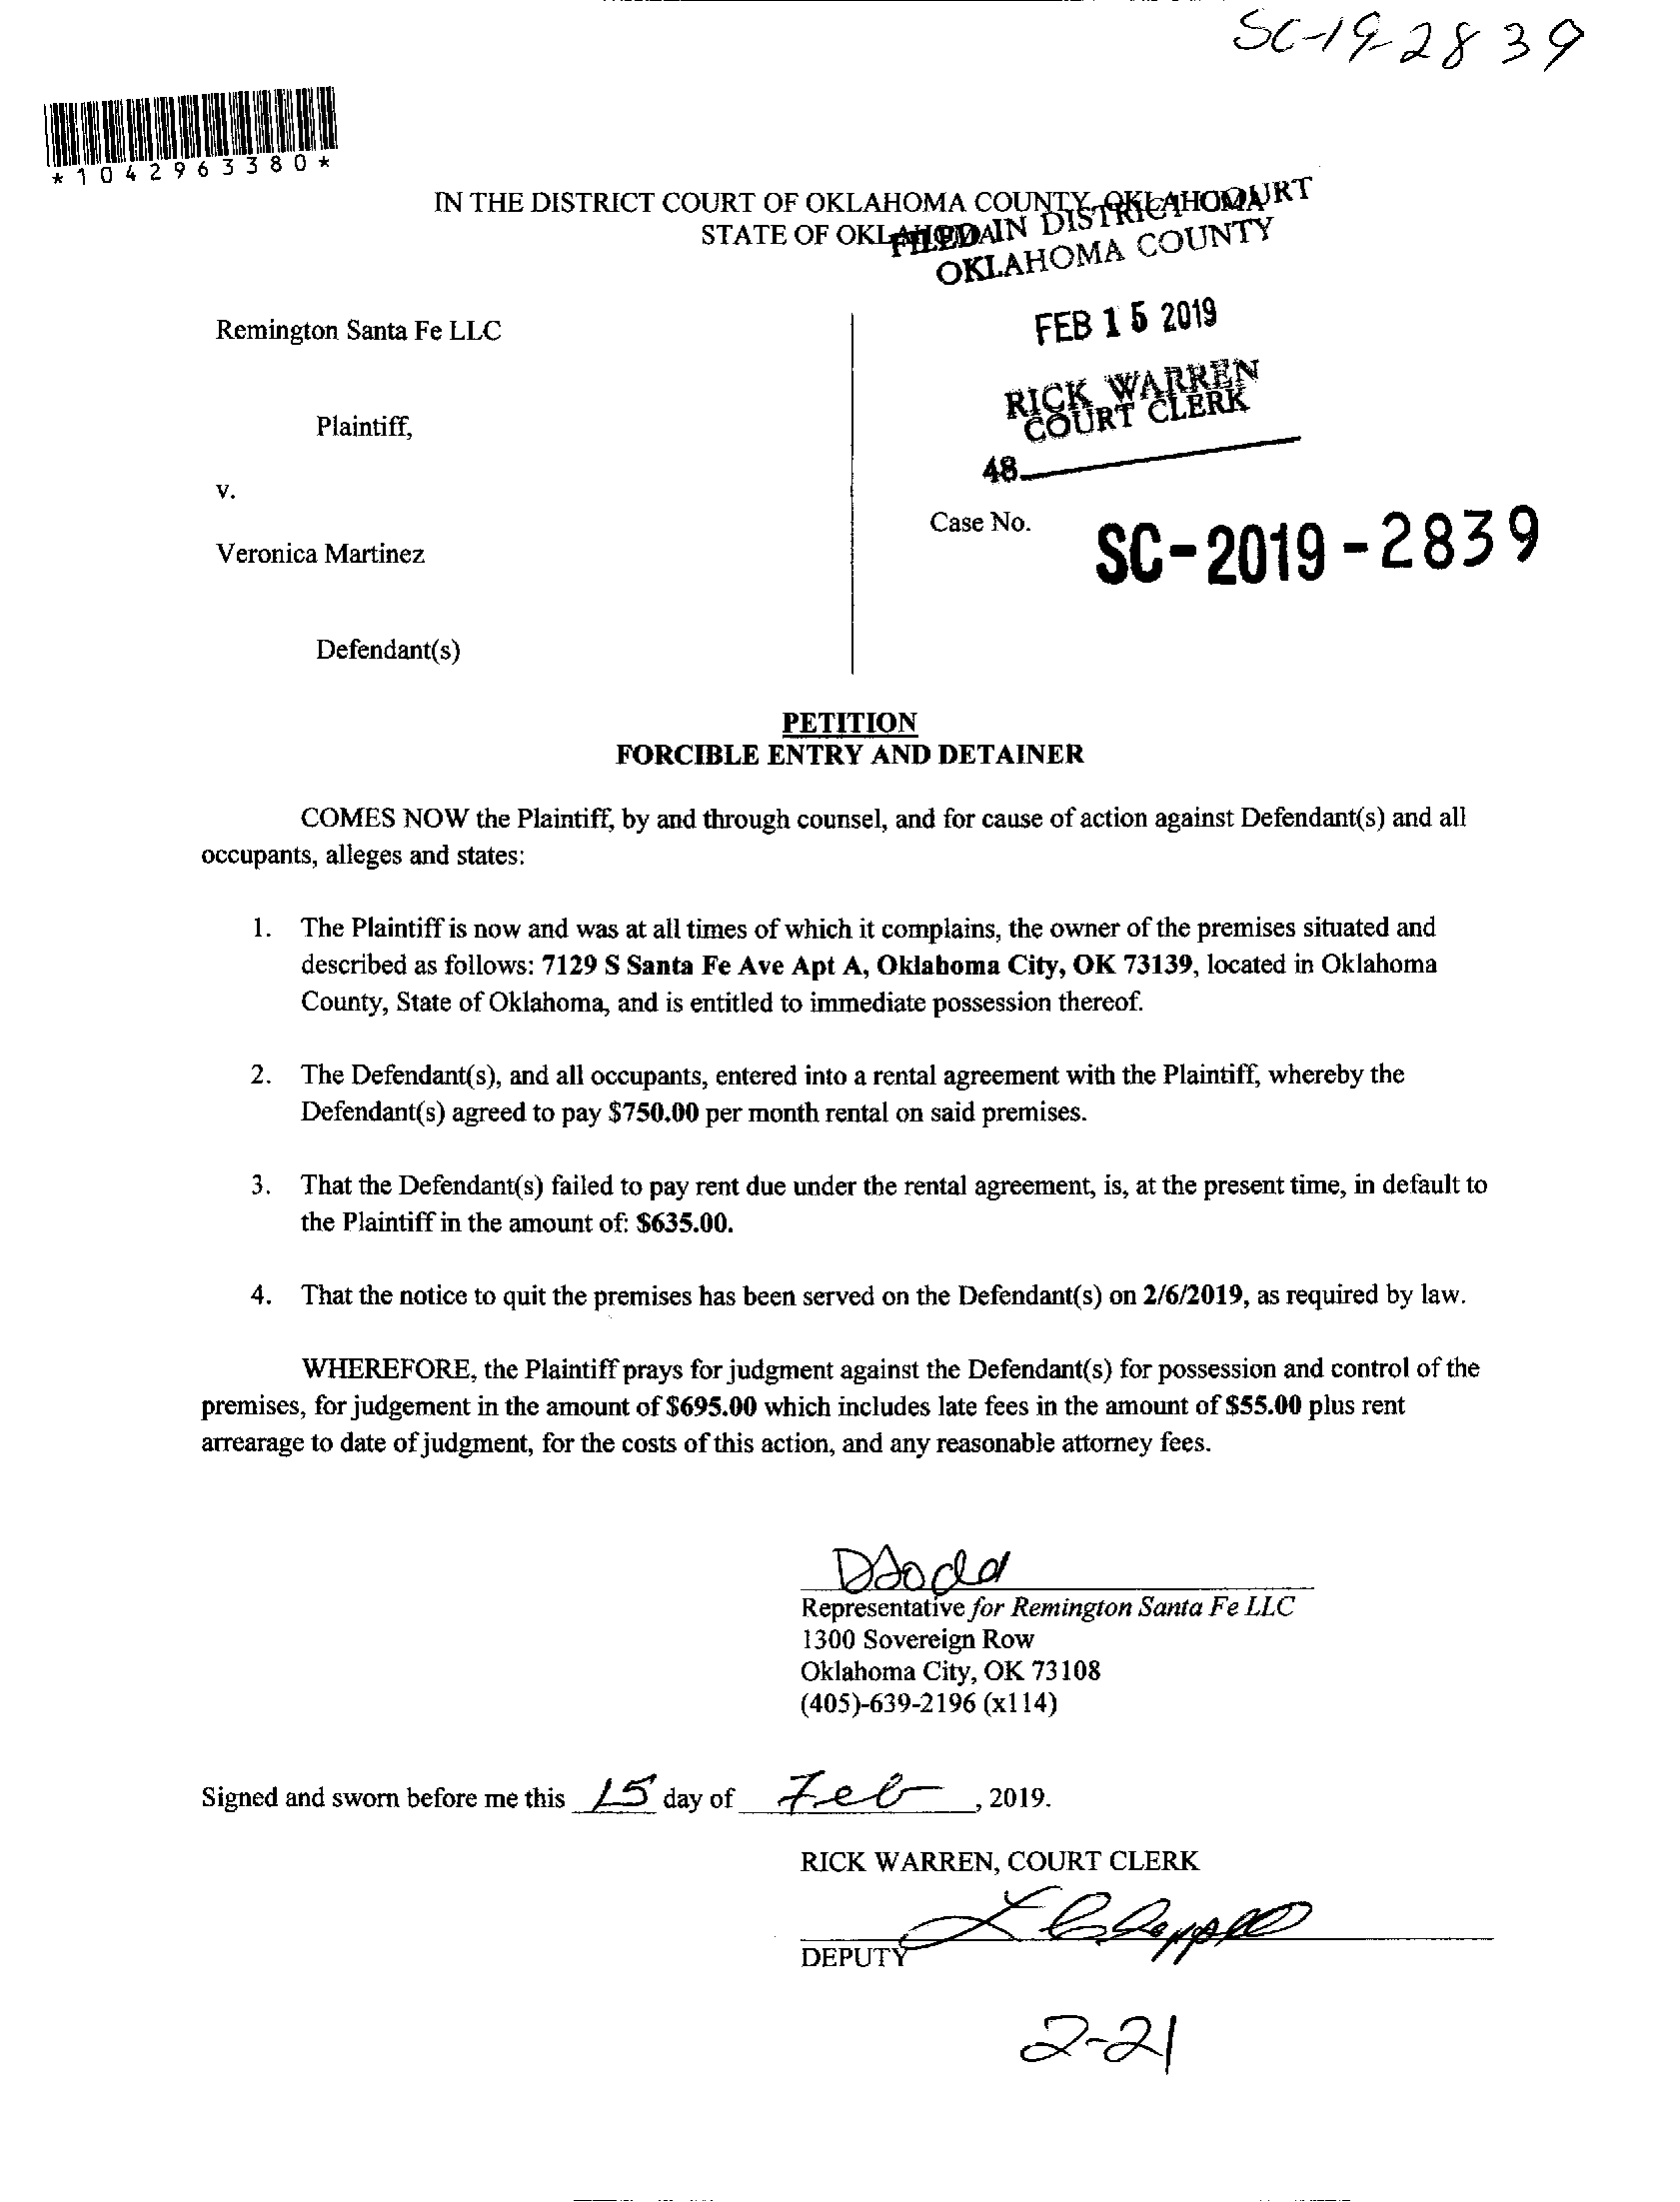 SC-19-2839
*1042963380*
IN THE DISTRICT COURT OF OKLAHOMA COUNTY, OKLAHOMA
STATE OF OKLAHOMA
FILED IN DISTRICT COURT
OKLAHOMA COUNTY
FEB 15 2019
RICK WARREN
COURT CLERK
48
Remington Santa Fe LLC
Plaintiff,
v.
Veronica Martinez
Defendant(s)
Case No.
SC-2019-2839
PETITION
FORCIBLE ENTRY AND DETAINER
COMES NOW the Plaintiff, by and through counsel, and for cause of action against Defendant(s) and all
occupants, alleges and states:
1. The Plaintiff is now and was at all times of which it complains, the owner of the premises situated and
described as follows: 7129 S Santa Fe Ave Apt A, Oklahoma City, OK 73139, located in Oklahoma
County, State of Oklahoma, and is entitled to immediate possession thereof.
2. The Defendant(s), and all occupants, entered into a rental agreement with the Plaintiff, whereby the
Defendant(s) agreed to pay $750.00 per month rental on said premises.
3. That the Defendant(s) failed to pay rent due under the rental agreement, is, at the present time, in default to
the Plaintiff in the amount of: $635.00.
4. That the notice to quit the premises has been served on the Defendant(s) on 2/6/2019, as required by law.
WHEREFORE, the Plaintiff prays for judgment against the Defendant(s) for possession and control of the
premises, for judgement in the amount of $695.00 which includes late fees in the amount of $55.00 plus rent
arrearage to date of judgment, for the costs of this action, and any reasonable attorney fees.
DDodd
Representative for Remington Santa Fe LLC
1300 Sovereign Row
Oklahoma City, OK 73108
(405)-639-2196 (x114)
Signed and sworn before me this 15 day of Feb, 2019.
RICK WARREN, COURT CLERK
DEPUTY
2-21